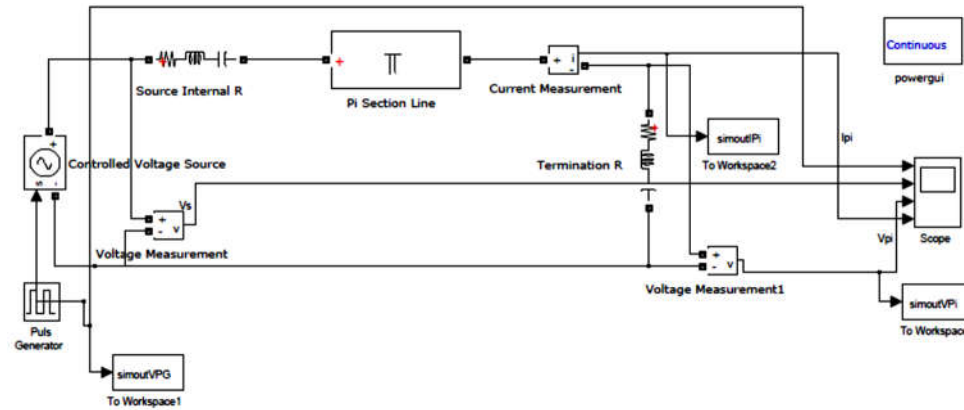 Continuous
powergui
Source Internal R
Pi Section Line
+
i
-
Current Measurement
simoutIPi
To Workspace2
Ipi
Termination R
Controlled Voltage Source
Vs
+
-
v
Voltage Measurement
Vpi
Scope
+
-
v
Voltage Measurement1
simoutVPi
To Workspace
Puls
Generator
simoutVPG
To Workspace1